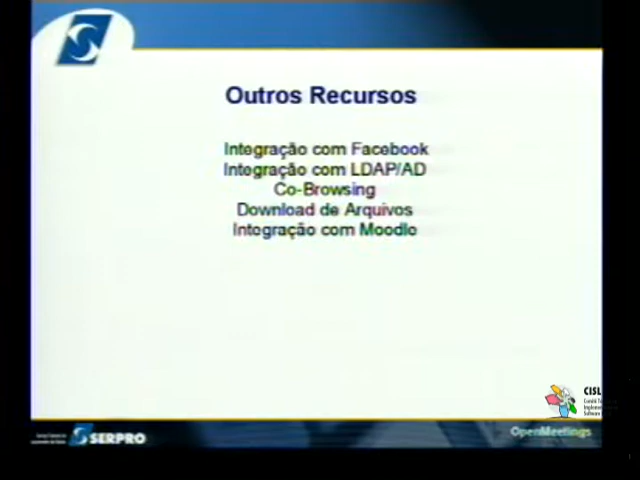 Outros Recursos
Integração com Facebook
Integração com LDAP/AD
Co-Browsing
Download de Arquivos
Integração com Moodle
CISL
SERPRO
OpenMeetings